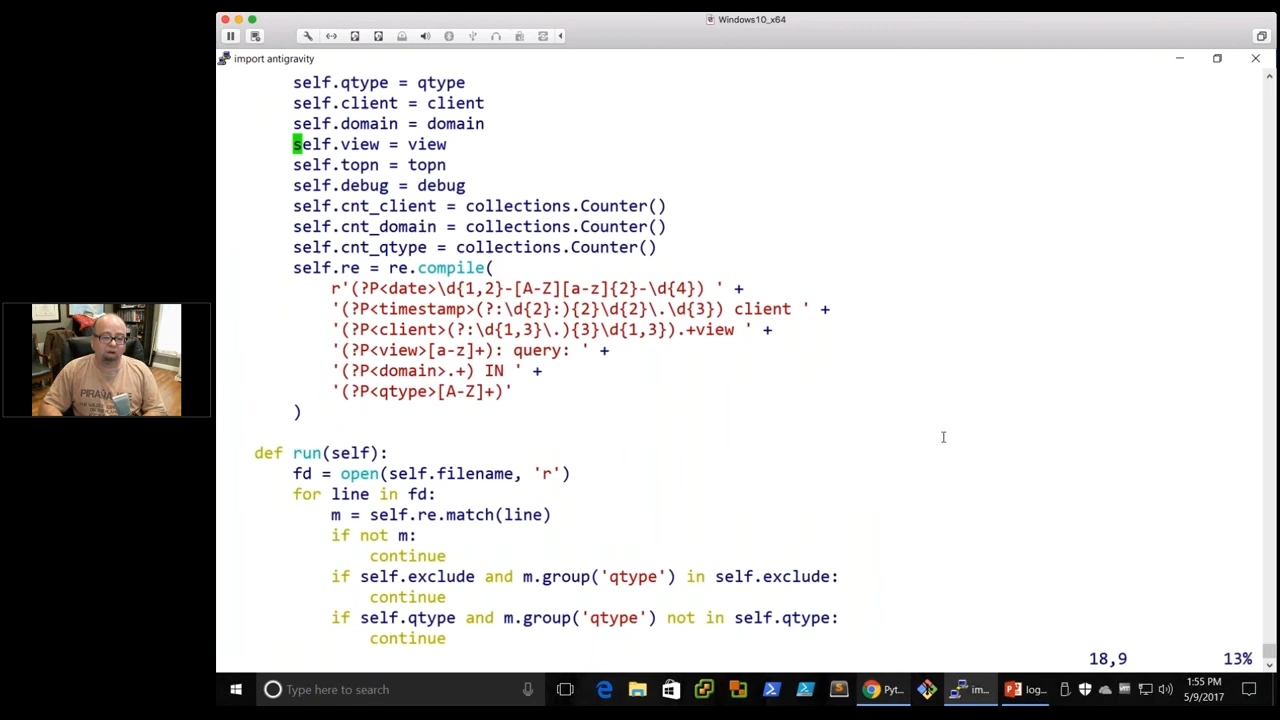 Windows10_x64
import antigravity
self.qtype = qtype
self.client = client
self.domain = domain
self.view = view
self.topn = topn
self.debug = debug
self.cnt_client = collections.Counter()
self.cnt_domain = collections.Counter()
self.cnt_qtype = collections.Counter()
self.re = re.compile(
r'(?P<date>\d{1,2}-[A-Z][a-z]{2}-\d{4}) ' +
'(?P<timestamp>(?:\d{2}:){2}\d{2}\.\d{3}) client ' +
'(?P<client>(?:\d{1,3}\.){3}\d{1,3}).+view ' +
'(?P<view>[a-z]+): query: ' +
'(?P<domain>.+) IN ' +
'(?P<qtype>[A-Z]+)'
)
def run(self):
fd = open(self.filename, 'r')
for line in fd:
m = self.re.match(line)
if not m:
continue
if self.exclude and m.group('qtype') in self.exclude:
continue
if self.qtype and m.group('qtype') not in self.qtype:
continue
18,9 13%
Type here to search
Pyt...
im...
log...
1:55 PM
5/9/2017